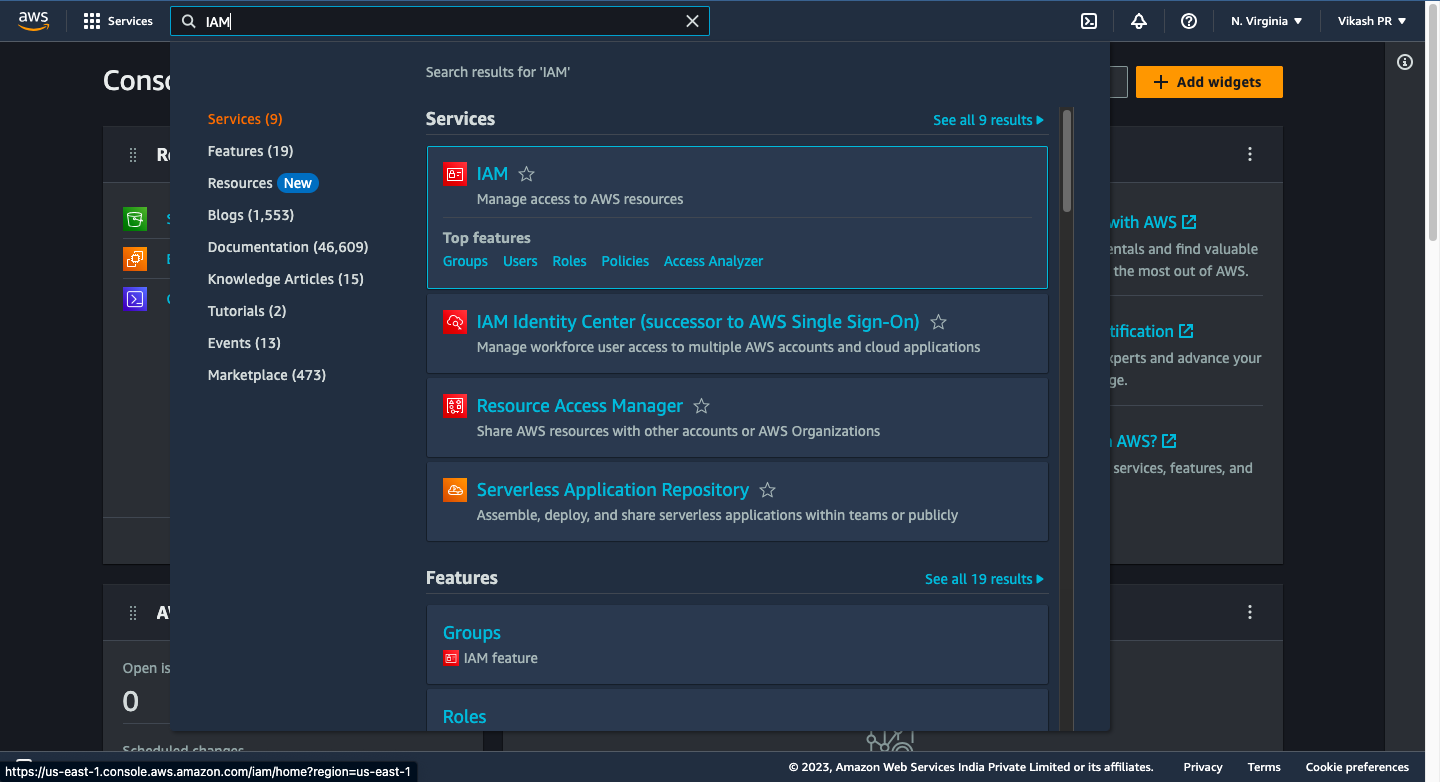 aws
Services
IAM
N. Virginia
Vikash PR
Add widgets
Search results for 'IAM'
Services (9)
Features (19)
Resources New
Blogs (1,553)
Documentation (46,609)
Knowledge Articles (15)
Tutorials (2)
Events (13)
Marketplace (473)
Services
See all 9 results
IAM
Manage access to AWS resources
Top features
Groups Users Roles Policies Access Analyzer
IAM Identity Center (successor to AWS Single Sign-On)
Manage workforce user access to multiple AWS accounts and cloud applications
Resource Access Manager
Share AWS resources with other accounts or AWS Organizations
Serverless Application Repository
Assemble, deploy, and share serverless applications within teams or publicly
Features
See all 19 results
Groups
IAM feature
Roles
with AWS
and find valuable
the most out of AWS.
and advance your
AWS?
services, features, and
Open
0
Scheduled changes
https://us-east-1.console.aws.amazon.com/iam/home?region=us-east-1
© 2023, Amazon Web Services India Private Limited or its affiliates.
Privacy
Terms
Cookie preferences